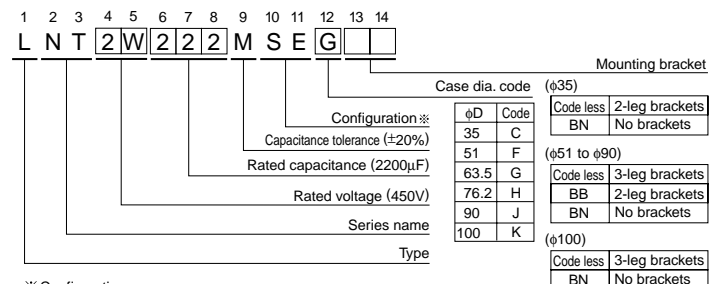 1 2 3 4 5 6 7 8 9 10 11 12 13 14
L N T 2 W 2 2 2 M S E G
Mounting bracket
Case dia. code
Configuration※
Capacitance tolerance (±20%)
Rated capacitance (2200μF)
Rated voltage (450V)
Series name
Type
ϕD Code
35 C
51 F
63.5 G
76.2 H
90 J
100 K
(ϕ35)
Code less 2-leg brackets
BN No brackets
(ϕ51 to ϕ90)
Code less 3-leg brackets
BB 2-leg brackets
BN No brackets
(ϕ100)
Code less 3-leg brackets
BN No brackets